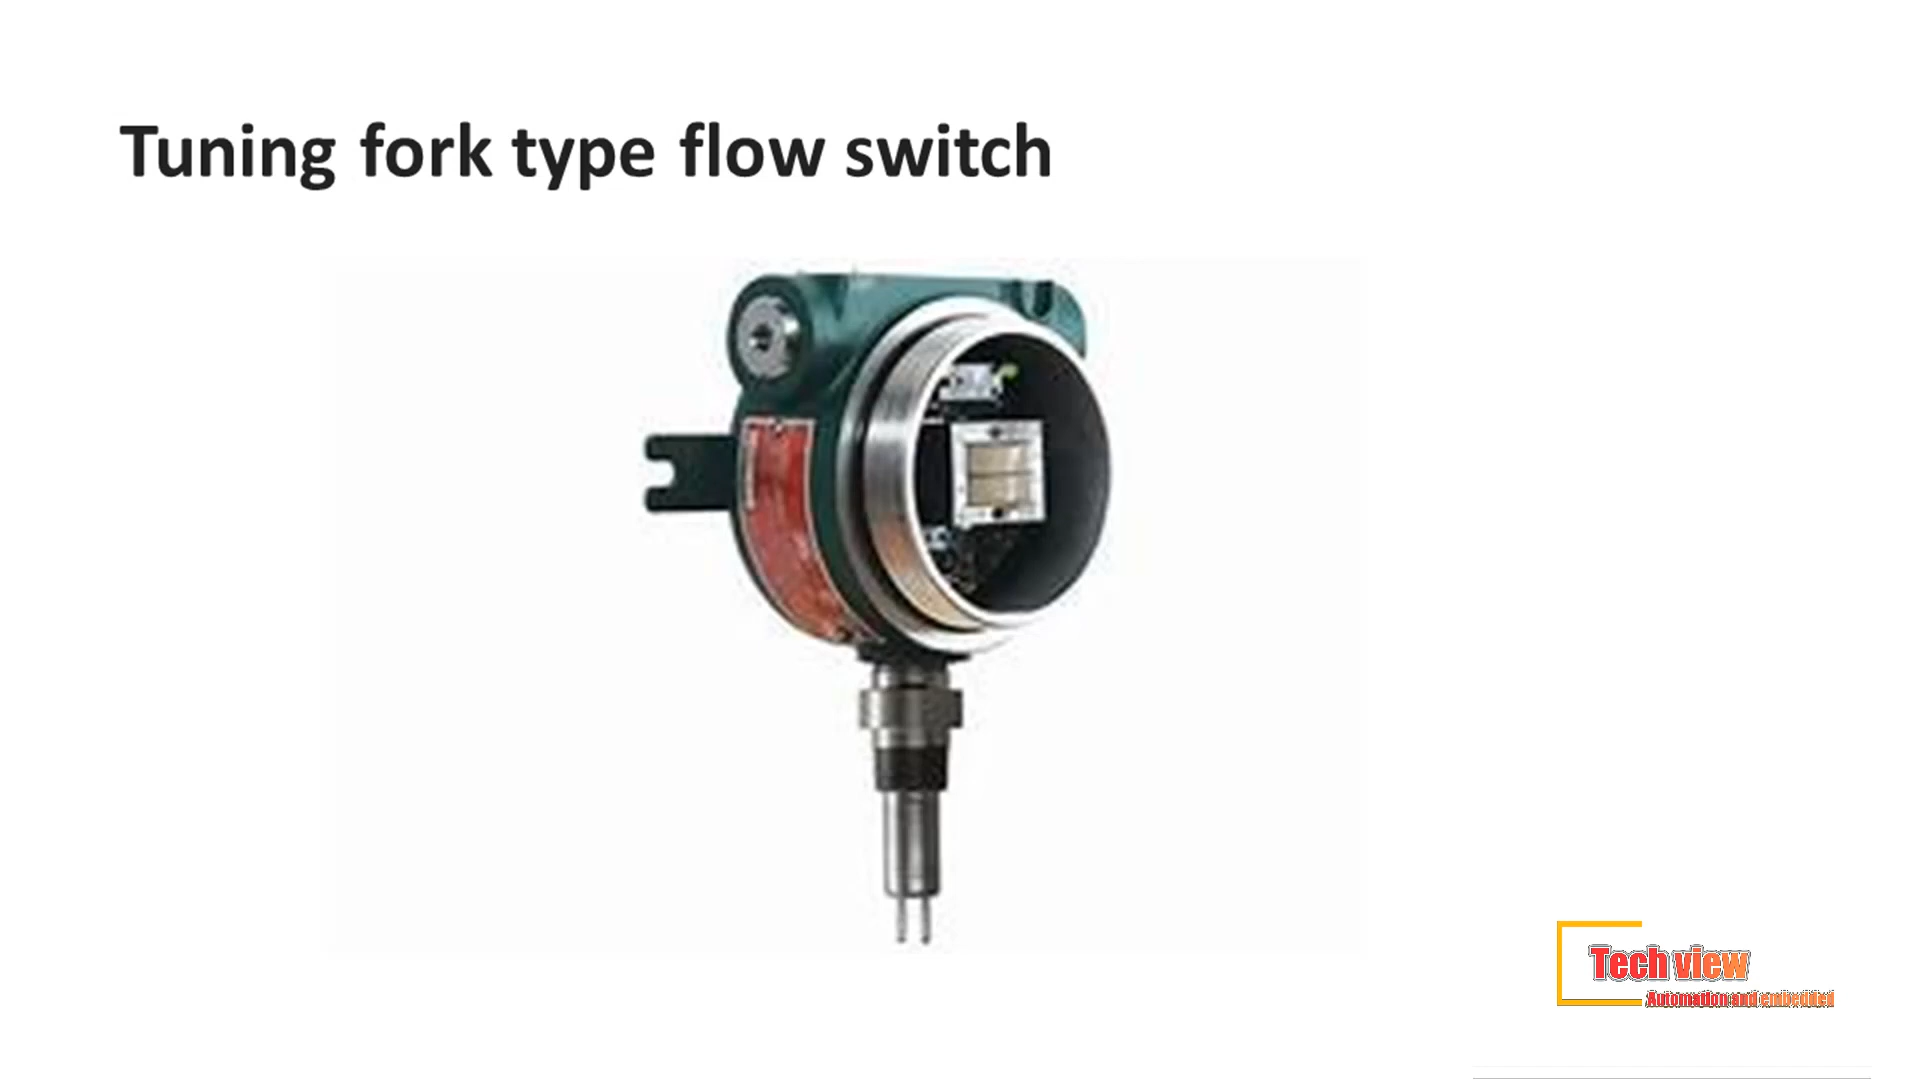 Tuning fork type flow switch
Tech view
Automation and embedded